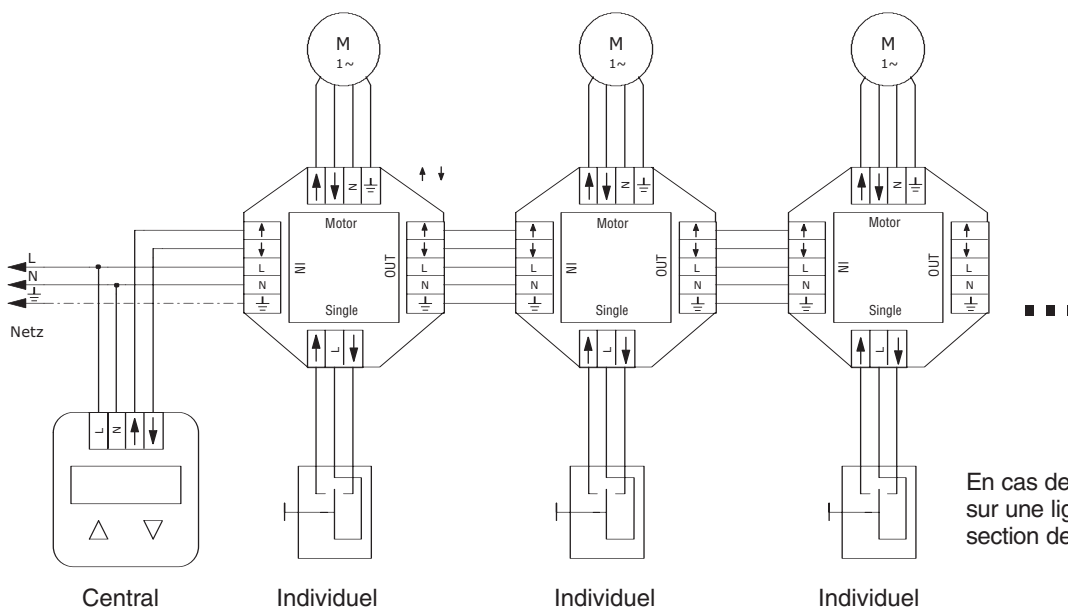 M
1~
M
1~
M
1~
N
N
N
Motor
Motor
Motor
IN
OUT
IN
OUT
IN
OUT
L
N
L
N
L
N
L
N
L
N
L
N
L
N
Netz
Single
Single
Single
L
L
L
L
N
En cas de
sur une lig
section de
Central
Individuel
Individuel
Individuel